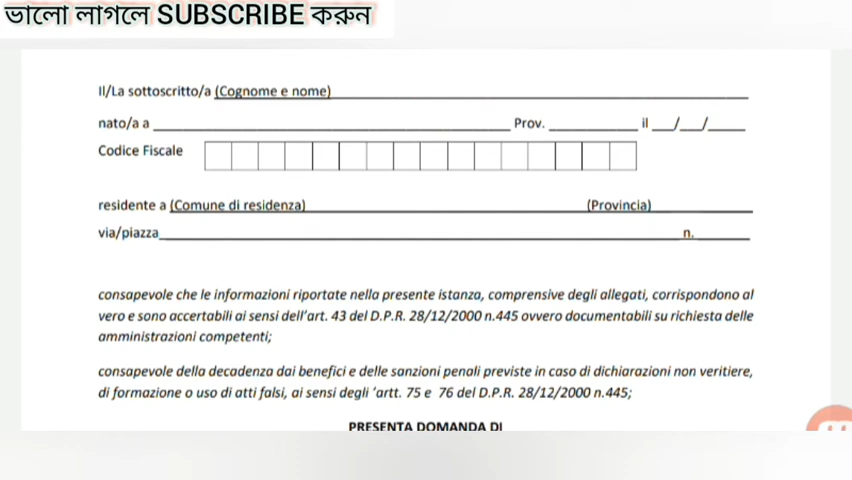 ভালো লাগলে SUBSCRIBE করুন
Il/La sottoscritto/a (Cognome e nome)
nato/a a Prov. il __/__/____
Codice Fiscale
residente a (Comune di residenza) (Provincia)
via/piazza n.
consapevole che le informazioni riportate nella presente istanza, comprensive degli allegati, corrispondono al
vero e sono accertabili ai sensi dell'art. 43 del D.P.R. 28/12/2000 n.445 ovvero documentabili su richiesta delle
amministrazioni competenti;
consapevole della decadenza dai benefici e delle sanzioni penali previste in caso di dichiarazioni non veritiere,
di formazione o uso di atti falsi, ai sensi degli 'artt. 75 e 76 del D.P.R. 28/12/2000 n.445;
PRESENTA DOMANDA DI